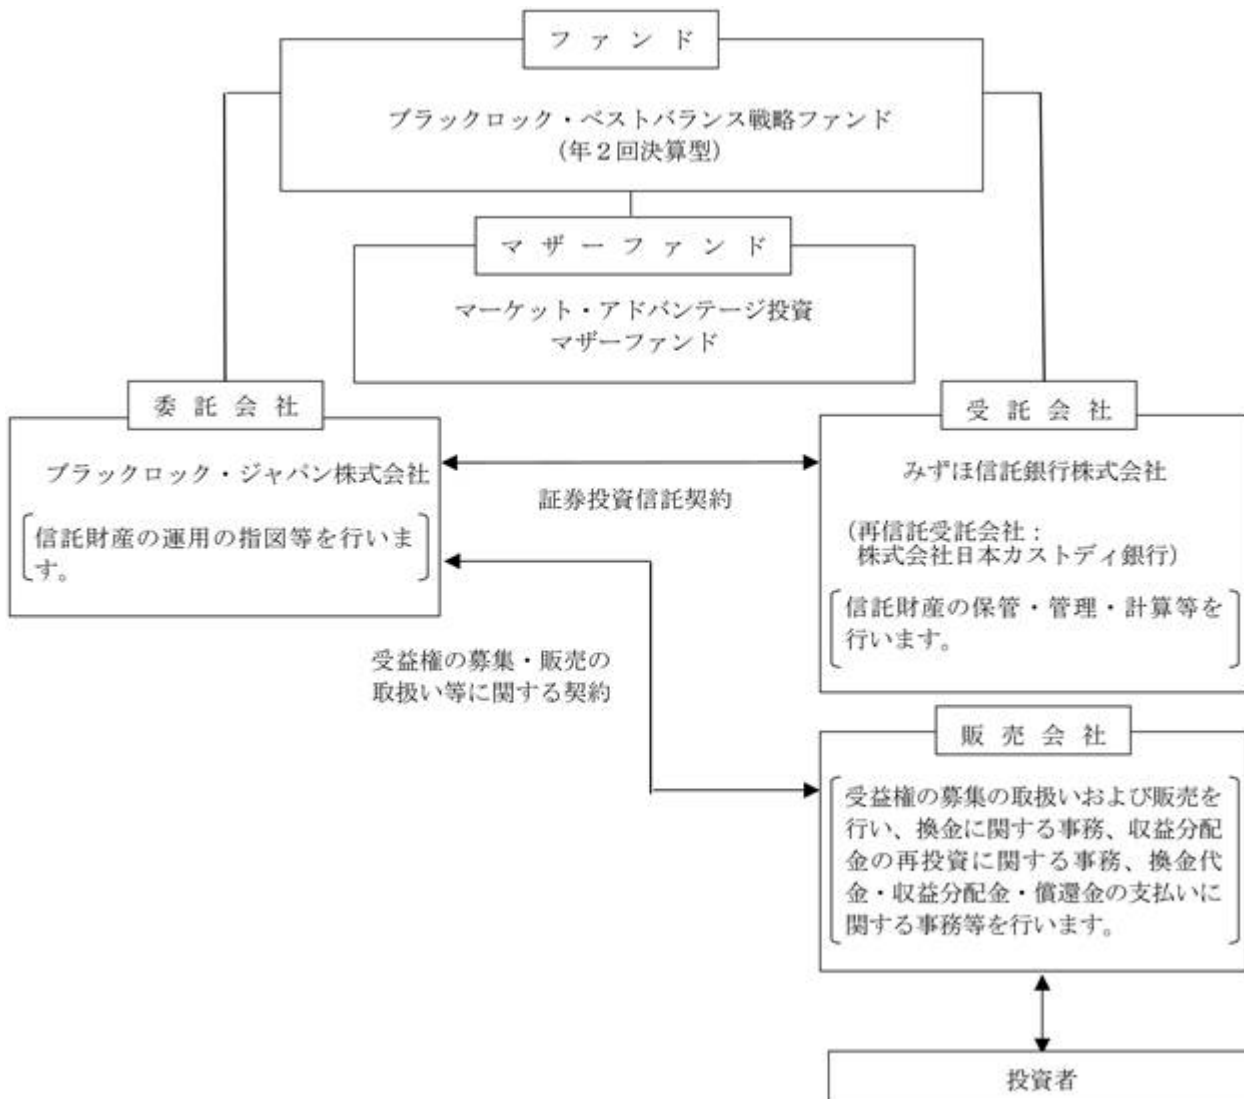 ファンド
ブラックロック・ベストバランス戦略ファンド
（年２回決算型）
マザーファンド
マーケット・アドバンテージ投資
マザーファンド
委託会社
ブラックロック・ジャパン株式会社
信託財産の運用の指図等を行いま
す。
証券投資信託契約
受託会社
みずほ信託銀行株式会社
（再信託受託会社：
株式会社日本カストディ銀行）
信託財産の保管・管理・計算等を
行います。
受益権の募集・販売の
取扱い等に関する契約
販売会社
受益権の募集の取扱いおよび販売を
行い、換金に関する事務、収益分配
金の再投資に関する事務、換金代
金・収益分配金・償還金の支払いに
関する事務等を行います。
投資者